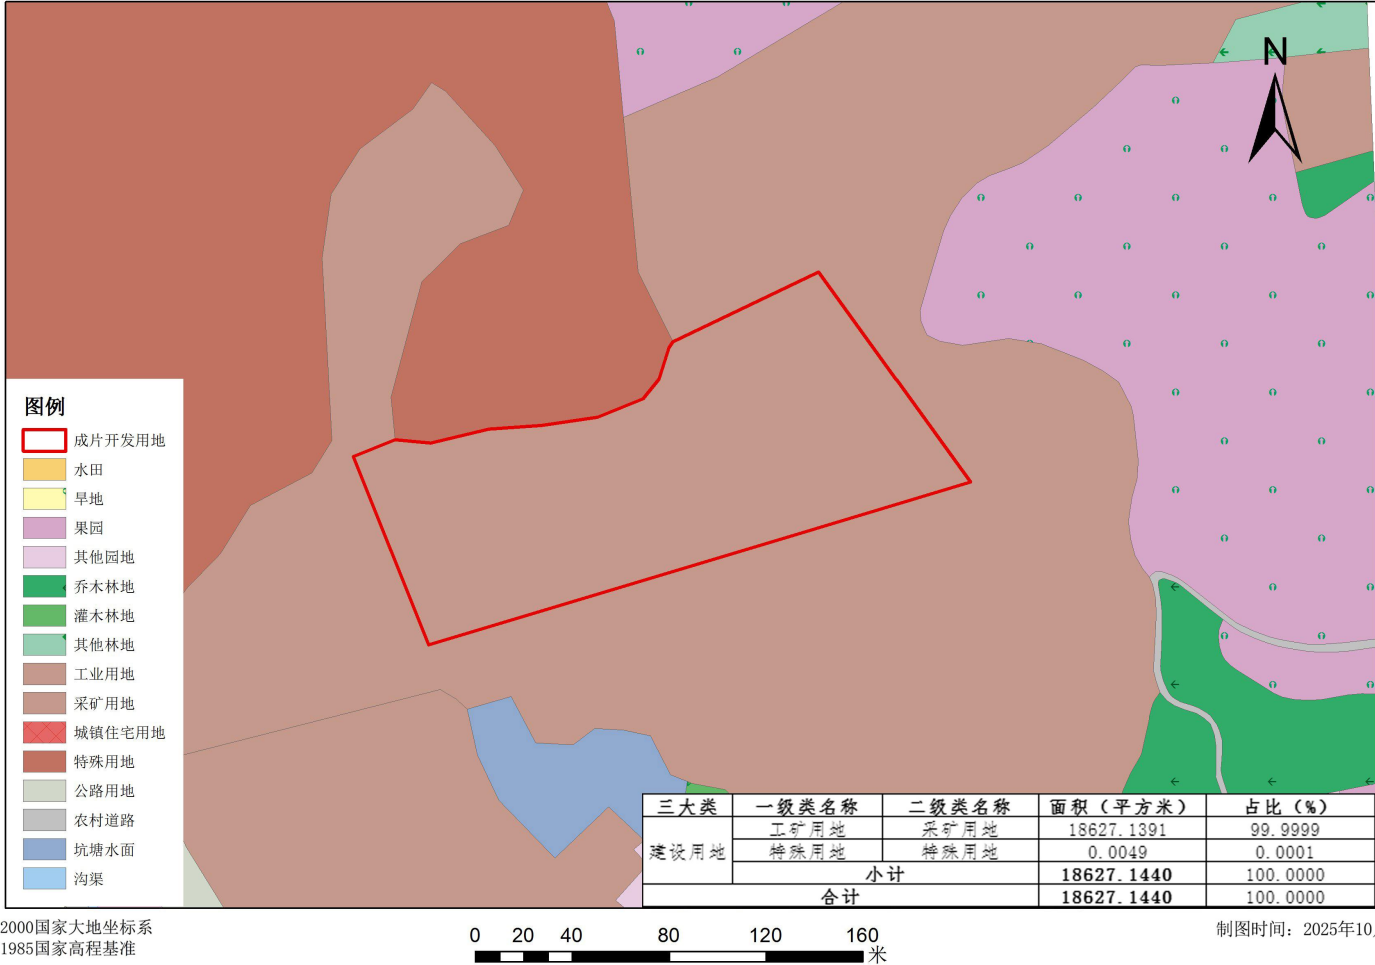 N
图例
成片开发用地
水田
旱地
果园
其他园地
乔木林地
灌木林地
其他林地
工业用地
采矿用地
城镇住宅用地
特殊用地
公路用地
农村道路
坑塘水面
沟渠
三大类 一级类名称 二级类名称 面积（平方米） 占比（%）
建设用地 工矿用地 采矿用地 18627.1391 99.9999
特殊用地 特殊用地 0.0049 0.0001
小计 18627.1440 100.0000
合计 18627.1440 100.0000
2000国家大地坐标系
1985国家高程基准
0 20 40 80 120 160
米
制图时间：2025年10